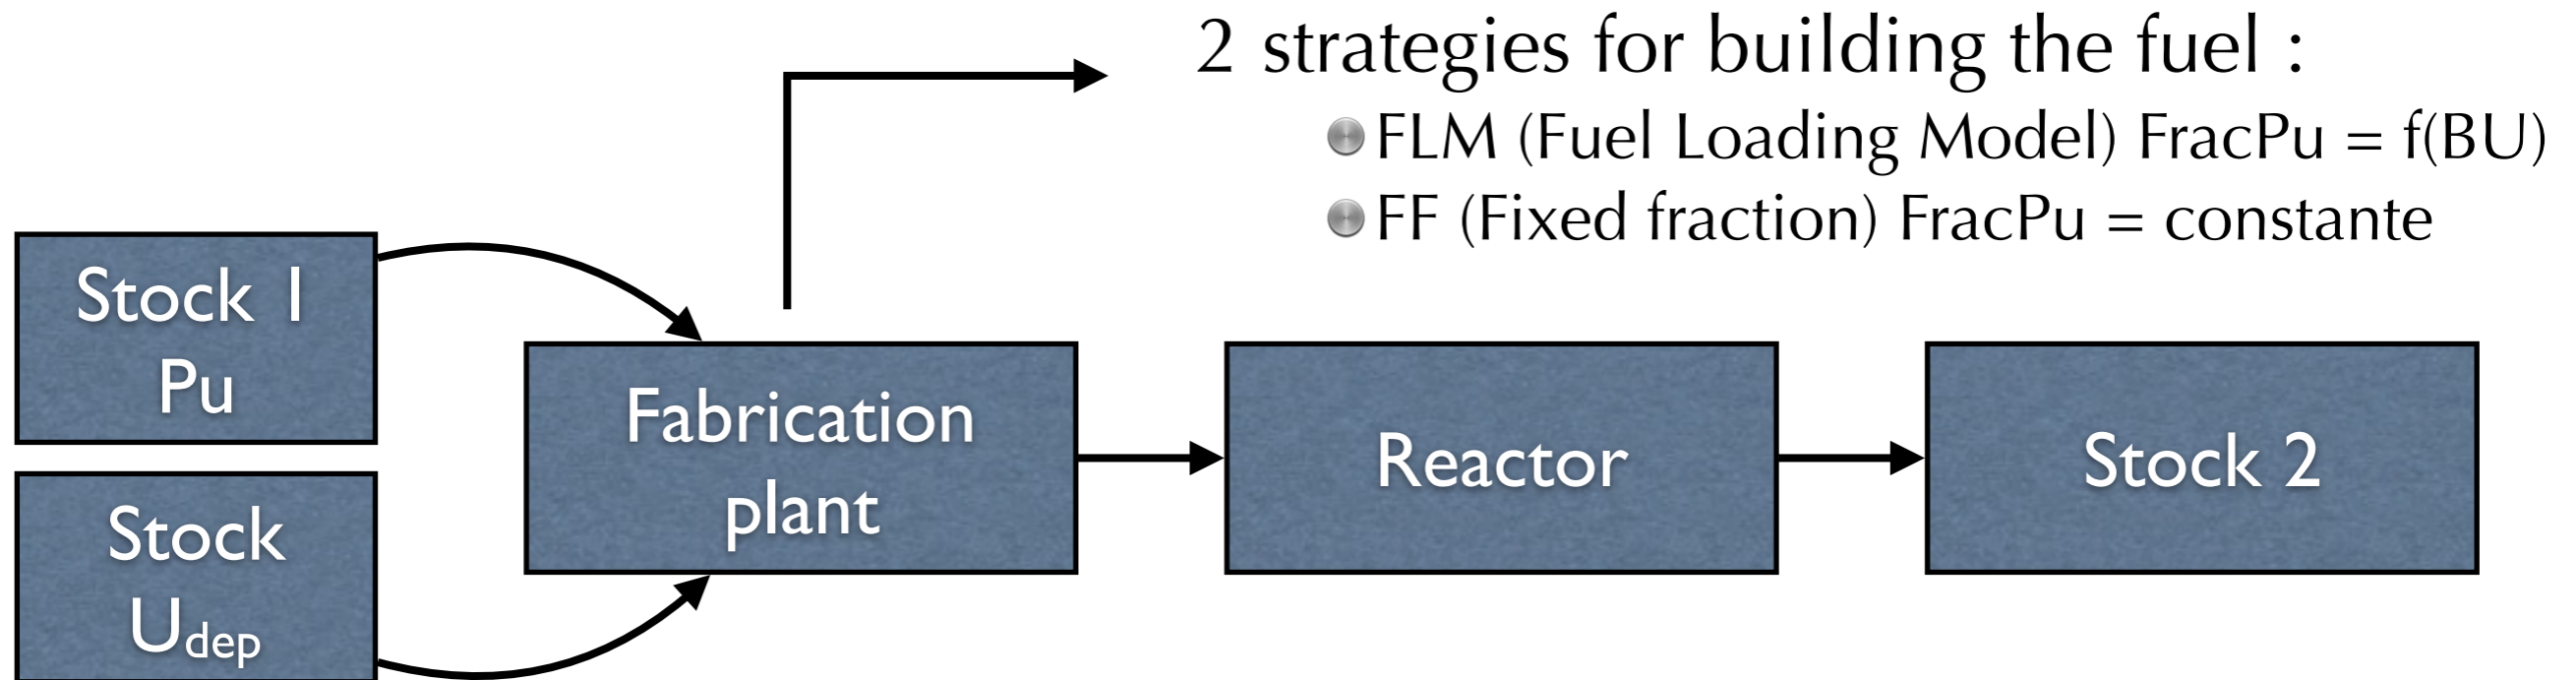 2 strategies for building the fuel :
FLM (Fuel Loading Model) FracPu = f(BU)
FF (Fixed fraction) FracPu = constante
Stock 1
Pu
Stock
Udep
Fabrication
plant
Reactor
Stock 2